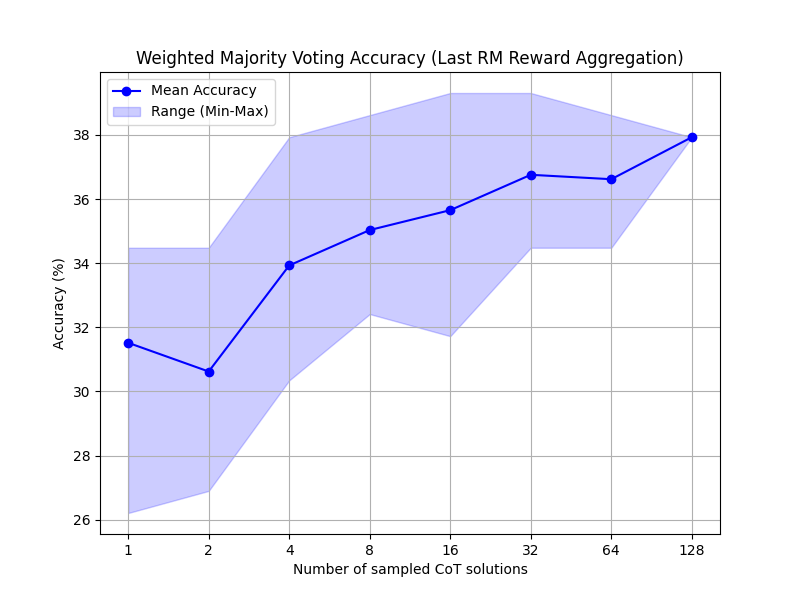 Weighted Majority Voting Accuracy (Last RM Reward Aggregation)
Mean Accuracy
Range (Min-Max)
Accuracy (%)
38
36
34
32
30
28
26
1 2 4 8 16 32 64 128
Number of sampled CoT solutions